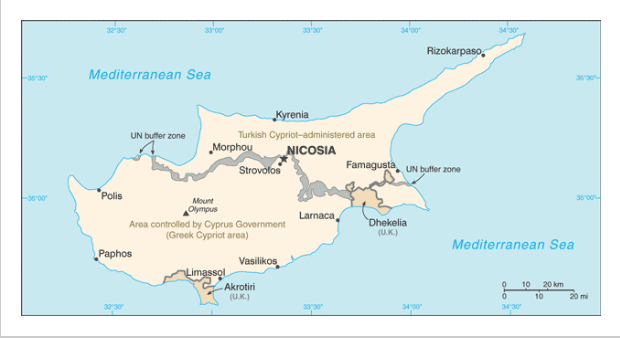 32°30'
33°00'
33°30'
34°00'
34°30'
Rizokarpaso
Mediterranean Sea
35°30'
35°30'
Kyrenia
UN buffer zone
Turkish Cypriot–administered area
Morphou
NICOSIA
Strovolos
Famagusta
UN buffer zone
Polis
35°00'
35°00'
Mount
Olympus
Larnaca
Area controlled by Cyprus Government
(Greek Cypriot area)
Dhekelia
(U.K.)
Mediterranean Sea
Paphos
Vasilikos
Limassol
Akrotiri
(U.K.)
0 10 20 km
0 10 20 mi
32°30'
33°00'
33°30'
34°00'
34°30'